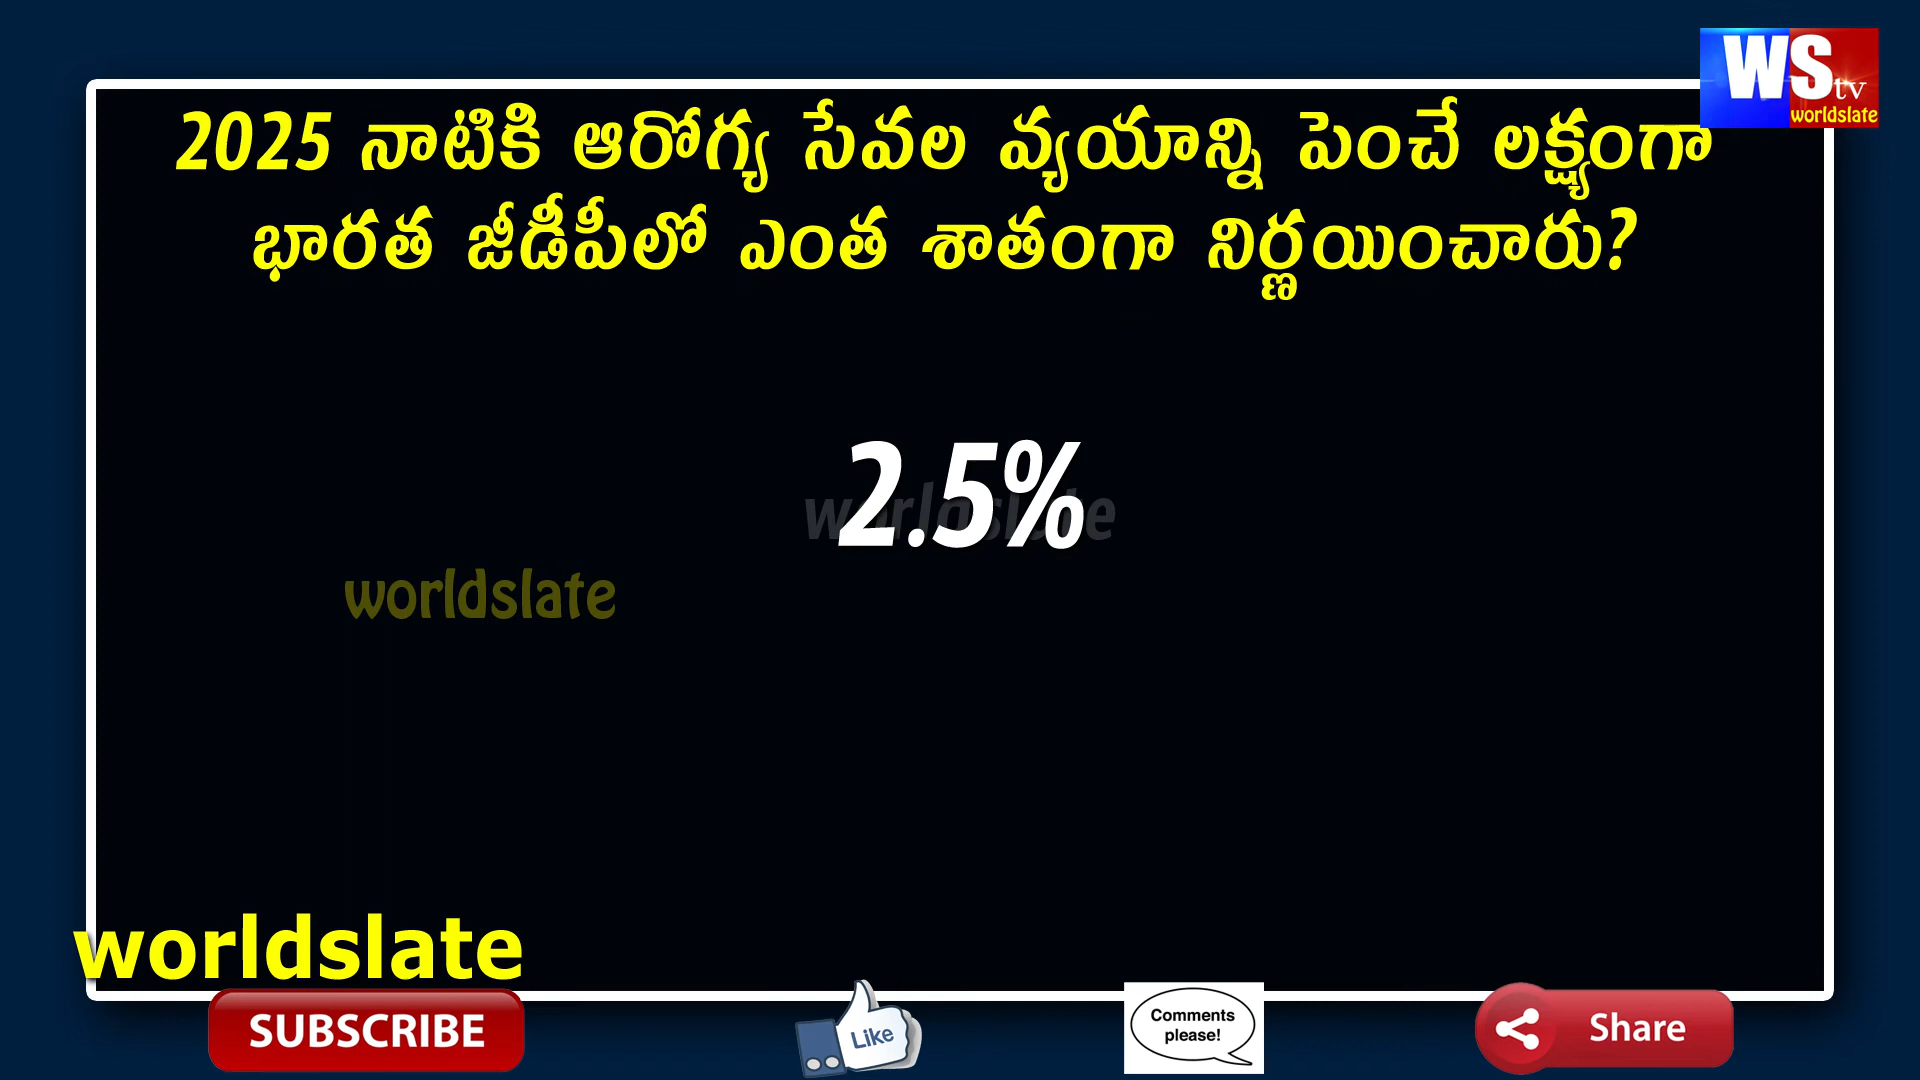 WS tv
worldslate
2025 నాటికి ఆరోగ్య సేవల వ్యయాన్ని పెంచే లక్ష్యంగా
భారత జీడీపీలో ఎంత శాతంగా నిర్ణయించారు?
2.5%
worldslate
worldslate
worldslate
SUBSCRIBE
Like
Comments
please!
Share